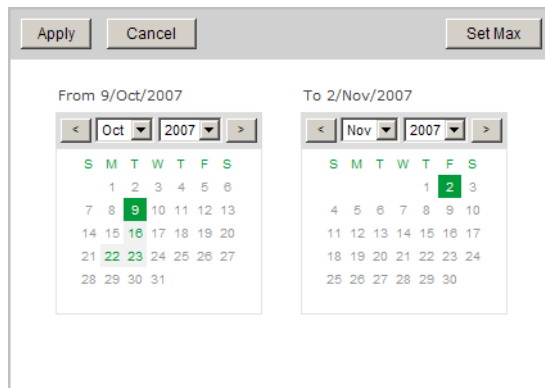 Apply Cancel Set Max
From 9/Oct/2007 To 2/Nov/2007
< Oct 2007 > < Nov 2007 >
S M T W T F S S M T W T F S
1 2 3 4 5 6 1 2 3
7 8 9 10 11 12 13 4 5 6 7 8 9 10
14 15 16 17 18 19 20 11 12 13 14 15 16 17
21 22 23 24 25 26 27 18 19 20 21 22 23 24
28 29 30 31 25 26 27 28 29 30